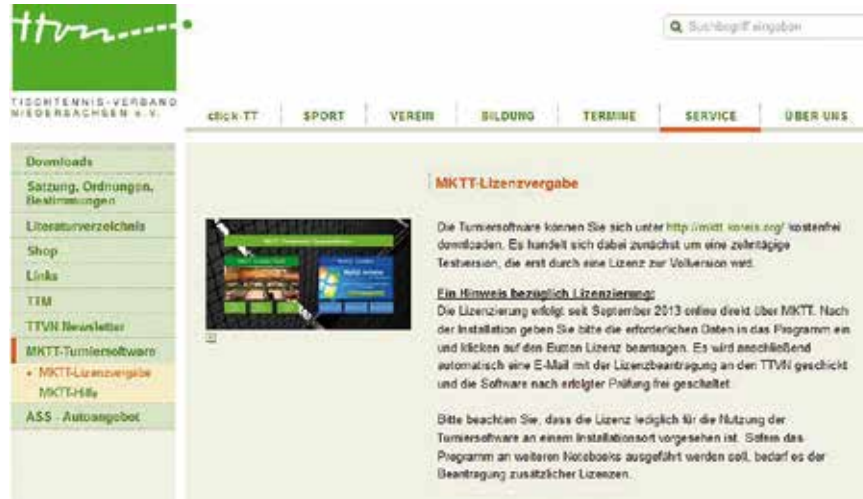 ttvn
Suchbegriff eingeben
TISCHTENNIS-VERBAND
NIEDERSACHSEN e.V.
click-TT SPORT VEREIN BILDUNG TERMINE SERVICE ÜBER UNS
Downloads
Satzung, Ordnungen,
Bestimmungen
Literaturverzeichnis
Shop
Links
TTM
TTVN Newsletter
MKTT-Turniersoftware
MKTT-Lizenzvergabe
MKTT-Hilfe
ASS - Autoangebot
MKTT-Lizenzvergabe
Die Turniersoftware können Sie sich unter http://mktt.koreis.org/ kostenfrei
downloaden. Es handelt sich dabei zunächst um eine zehntägige
Testversion, die erst durch eine Lizenz zur Vollversion wird.
Ein Hinweis bezüglich Lizenzierung:
Die Lizenzierung erfolgt seit September 2013 online direkt über MKTT. Nach
der Installation geben Sie bitte die erforderlichen Daten in das Programm ein
und klicken auf den Button Lizenz beantragen. Es wird anschließend
automatisch eine E-Mail mit der Lizenzbeantragung an den TTVN geschickt
und die Software nach erfolgter Prüfung frei geschaltet.
Bitte beachten Sie, dass die Lizenz lediglich für die Nutzung der
Turniersoftware an einem Installationsort vorgesehen ist. Sofern das
Programm an weiteren Notebooks ausgeführt werden soll, bedarf es der
Beantragung zusätzlicher Lizenzen.